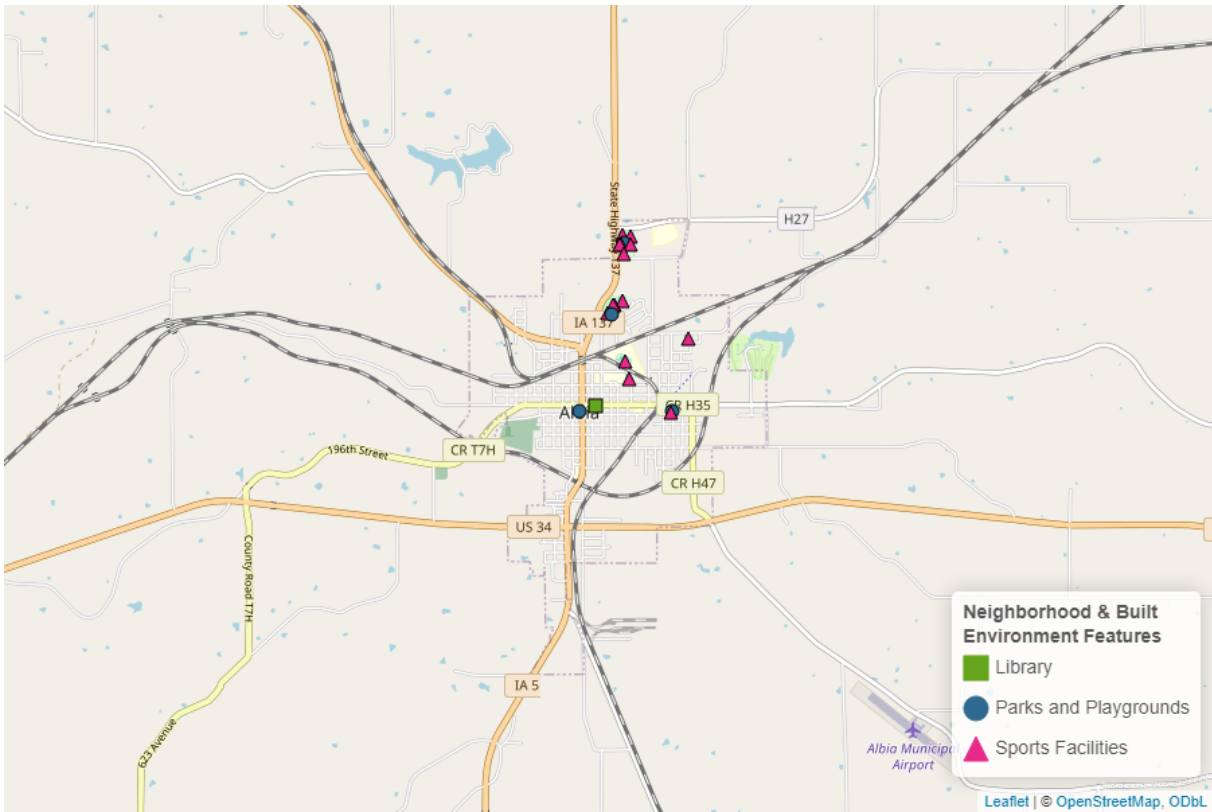 State Highway 137
H27
IA 137
CR H35
Albia
CR T7H
196th Street
CR H47
US 34
County Road T7H
IA 5
623 Avenue
Albia Municipal
Airport
Neighborhood & Built
Environment Features
Library
Parks and Playgrounds
Sports Facilities
Leaflet | © OpenStreetMap, ODbL